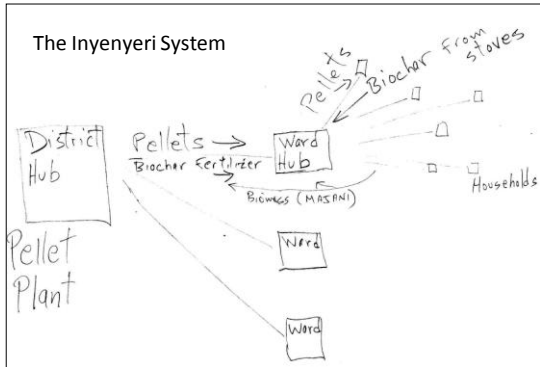 The Inyenyeri System
District
Hub
Pellet
Plant
Pellets →
Biochar Fertilizer
→
Ward
Hub
Biomass (MAJANI)
Pellets
Biochar from
stoves
Households
Ward
Ward